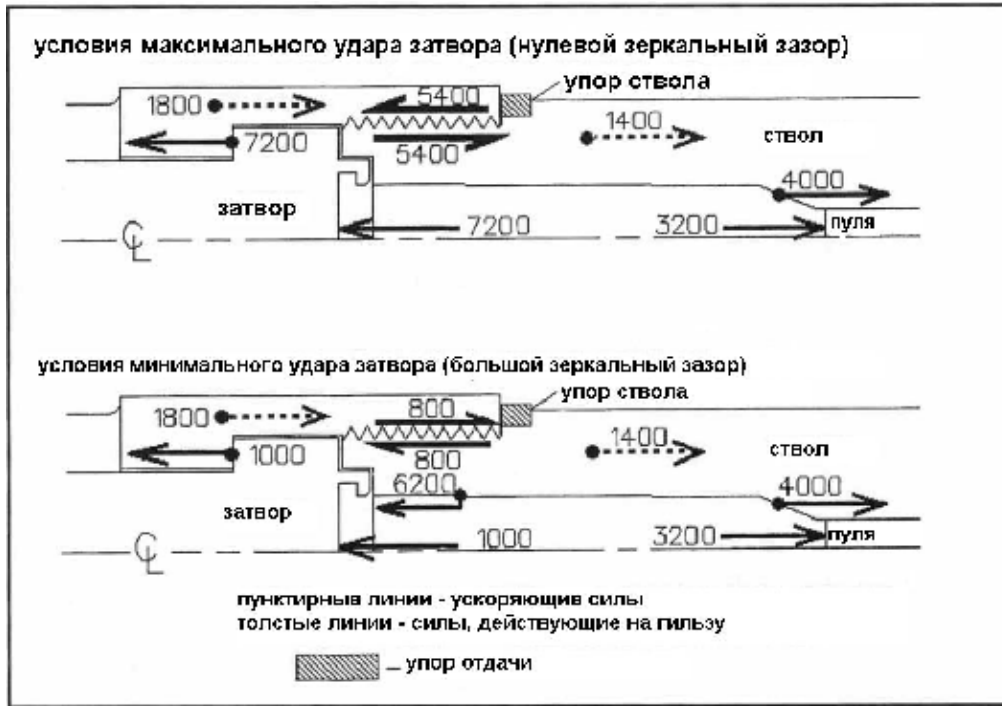 условия максимального удара затвора (нулевой зеркальный зазор)
упор ствола
1800
5400
1400
ствол
7200
5400
4000
затвор
7200
3200
пуля
CL
условия минимального удара затвора (большой зеркальный зазор)
упор ствола
1800
800
1400
ствол
1000
800
6200
4000
затвор
1000
3200
пуля
CL
пунктирные линии - ускоряющие силы
толстые линии - силы, действующие на гильзу
– упор отдачи